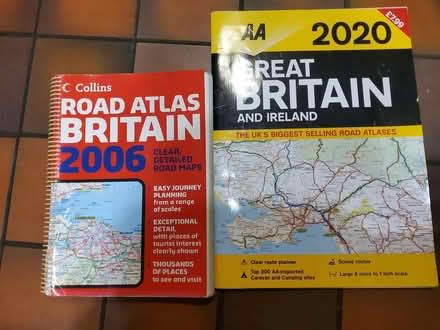 Collins
ROAD ATLAS
BRITAIN
2006
CLEAR,
DETAILED
ROAD MAPS
EASY JOURNEY
PLANNING
from a range
of scales
EXCEPTIONAL
DETAIL
with places of
tourist interest
clearly shown
THOUSANDS
OF PLACES
to see and visit
AA
2020
£7.99
GREAT
BRITAIN
AND IRELAND
THE UK'S BIGGEST SELLING ROAD ATLASES
Clear route planner
Scenic routes
Top 300 AA-inspected
Caravan and Camping sites
Large 4 miles to 1 inch scale